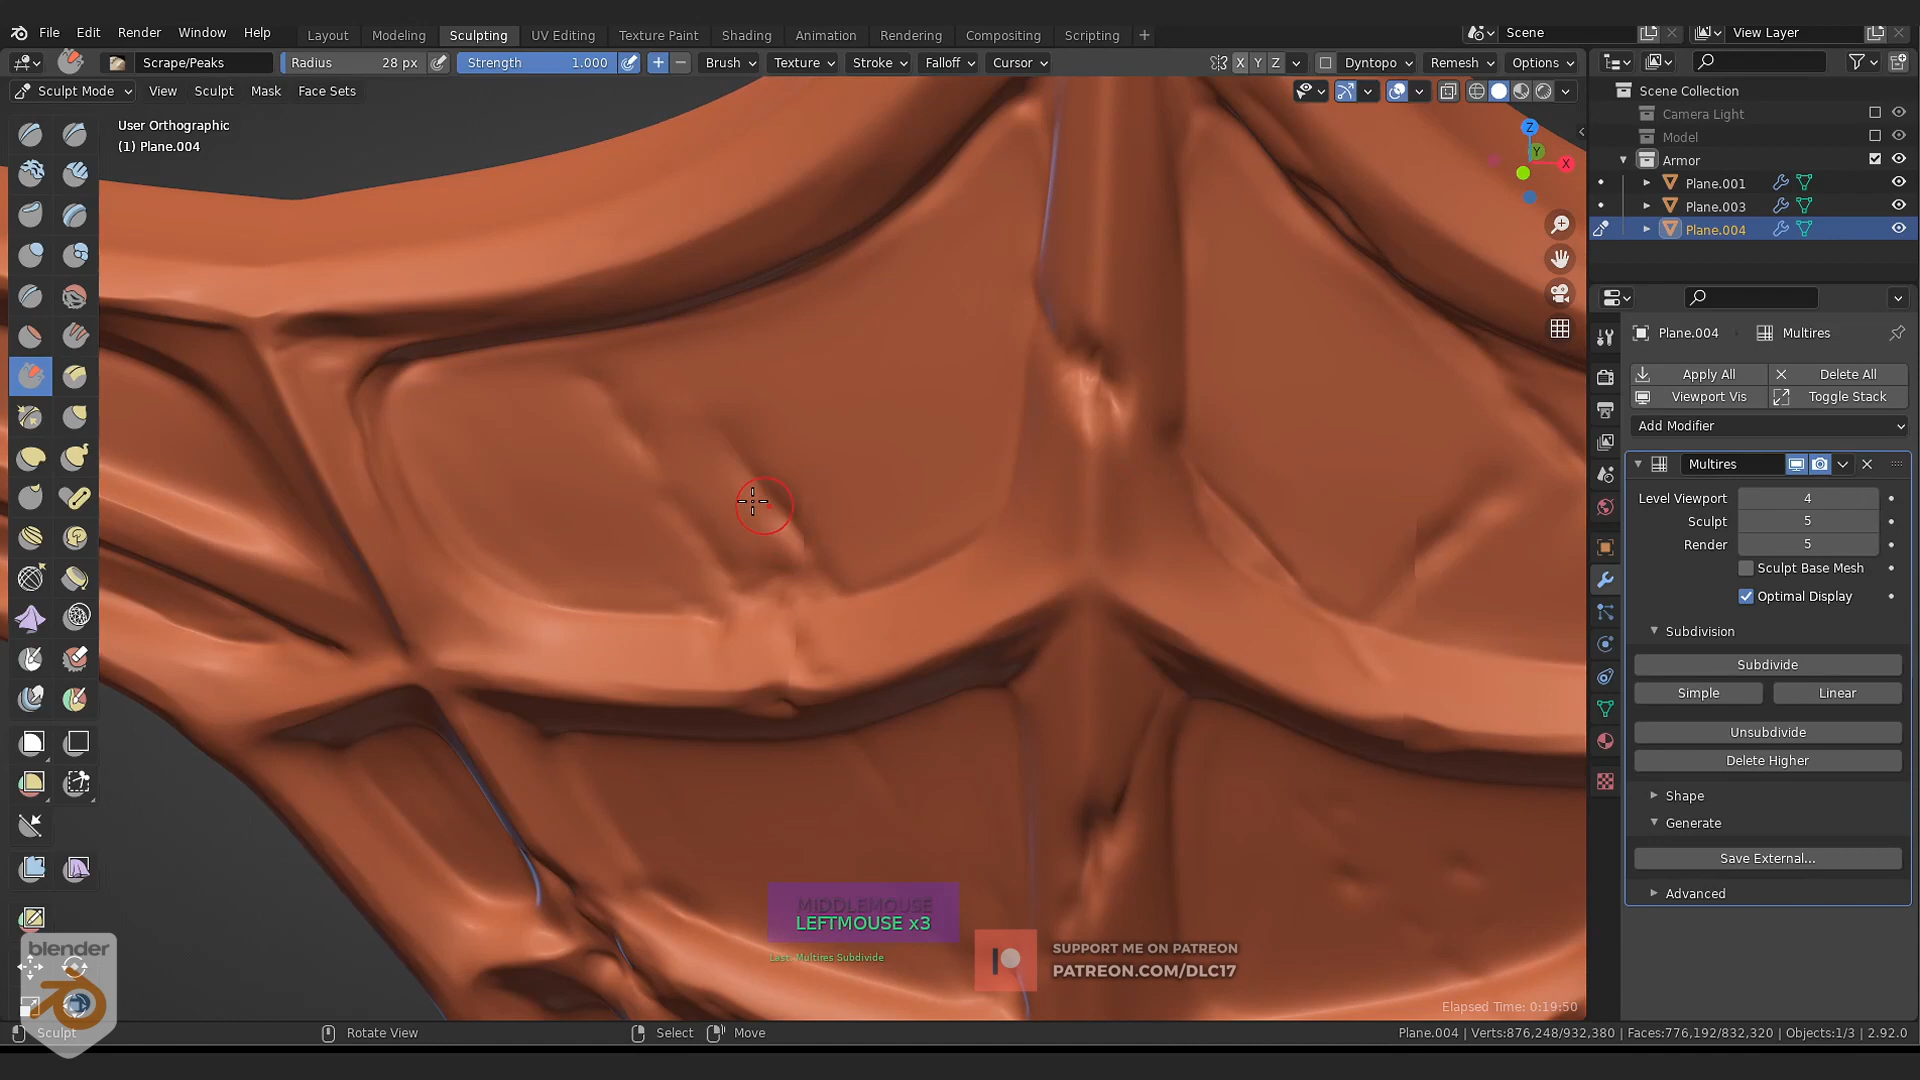 File Edit Render Window Help Layout Modeling Sculpting UV Editing Texture Paint Shading Animation Rendering Compositing Scripting + Scene View Layer
Scrape/Peaks Radius 28 px Strength 1.000 Brush Texture Stroke Falloff Cursor X Y Z Dyntopo Remesh Options
Sculpt Mode View Sculpt Mask Face Sets
User Orthographic
(1) Plane.004
Z
Y
X
Scene Collection
Camera Light
Model
Armor
Plane.001
Plane.003
Plane.004
Plane.004 Multires
Apply All Delete All
Viewport Vis Toggle Stack
Add Modifier
Multires
Level Viewport 4
Sculpt 5
Render 5
Sculpt Base Mesh
Optimal Display
Subdivision
Subdivide
Simple Linear
Unsubdivide
Delete Higher
Shape
Generate
Save External...
Advanced
MIDDLEMOUSE
LEFTMOUSE x3
Last: Multires Subdivide
SUPPORT ME ON PATREON
PATREON.COM/DLC17
blender
Elapsed Time: 0:19:50
Sculpt Rotate View Select Move Plane.004 | Verts:876,248/932,380 | Faces:776,192/832,320 | Objects:1/3 | 2.92.0